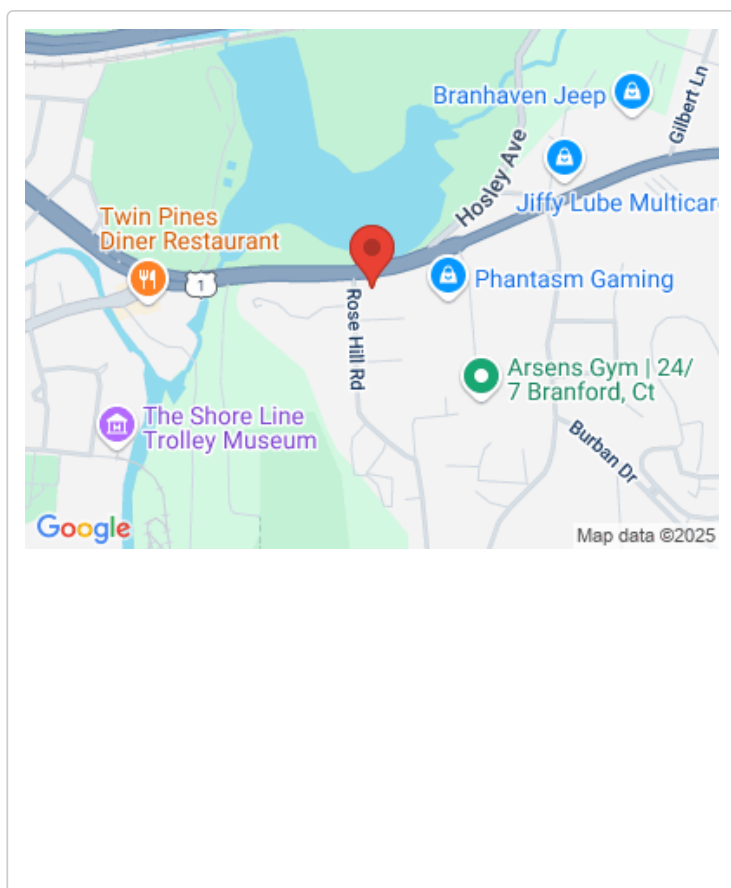 Branhaven Jeep
Gilbert Ln
Hosley Ave
Jiffy Lube Multicar
Twin Pines
Diner Restaurant
1
Phantasm Gaming
Rose Hill Rd
Arsens Gym | 24/
7 Branford, Ct
The Shore Line
Trolley Museum
Burban Dr
Google
Map data ©2025